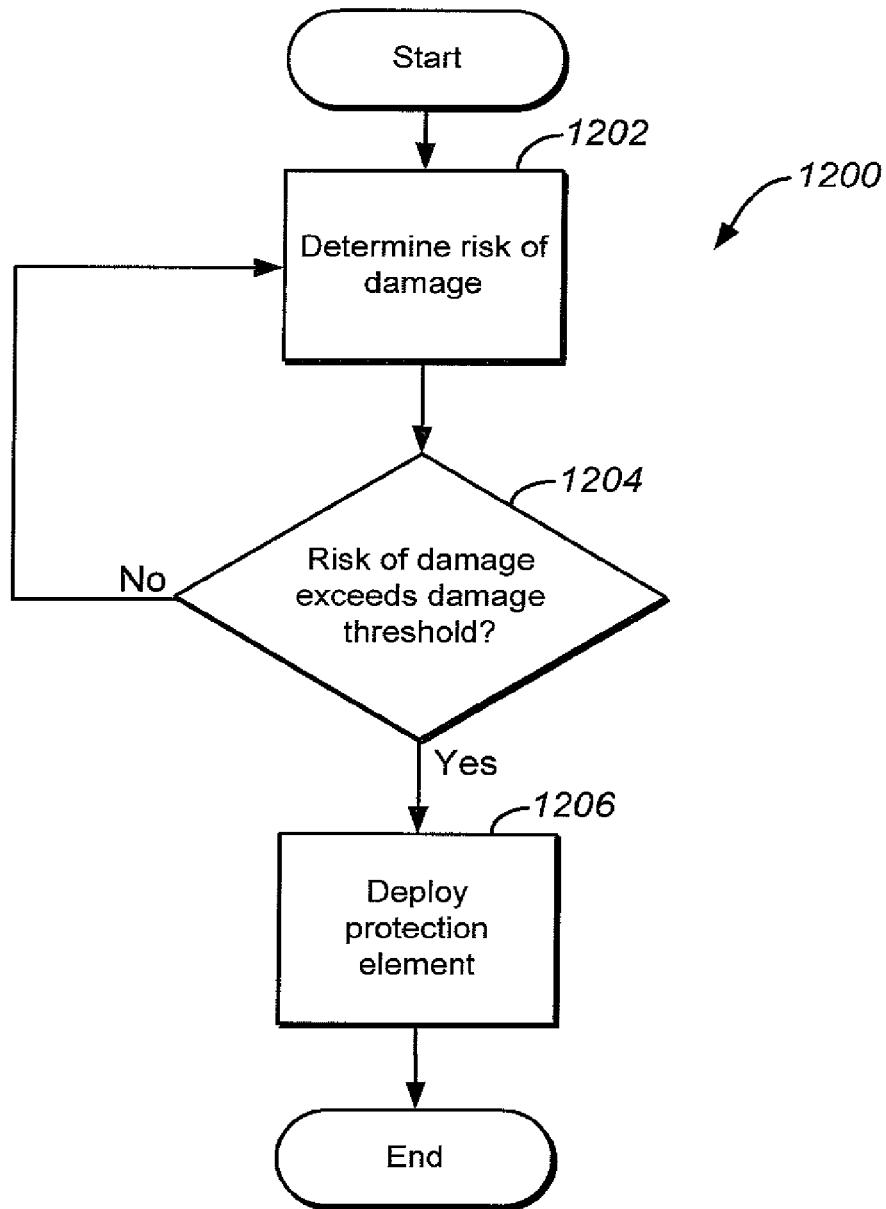 Start
1202
1200
Determine risk of
damage
1204
Risk of damage
exceeds damage
threshold?
No
Yes
1206
Deploy
protection
element
End